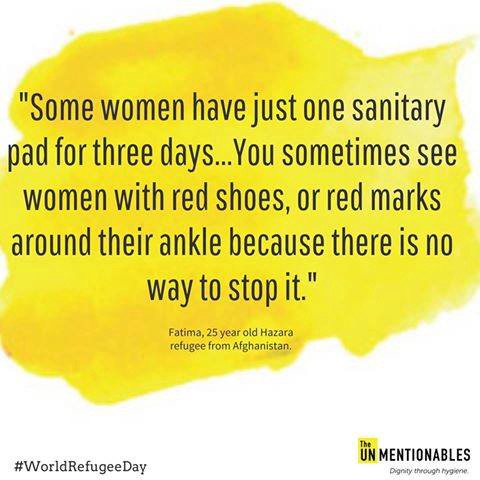 "Some women have just one sanitary
pad for three days...You sometimes see
women with red shoes, or red marks
around their ankle because there is no
way to stop it."
Fatima, 25 year old Hazara
refugee from Afghanistan.
#WorldRefugeeDay
The
UN MENTIONABLES
Dignity through hygiene.